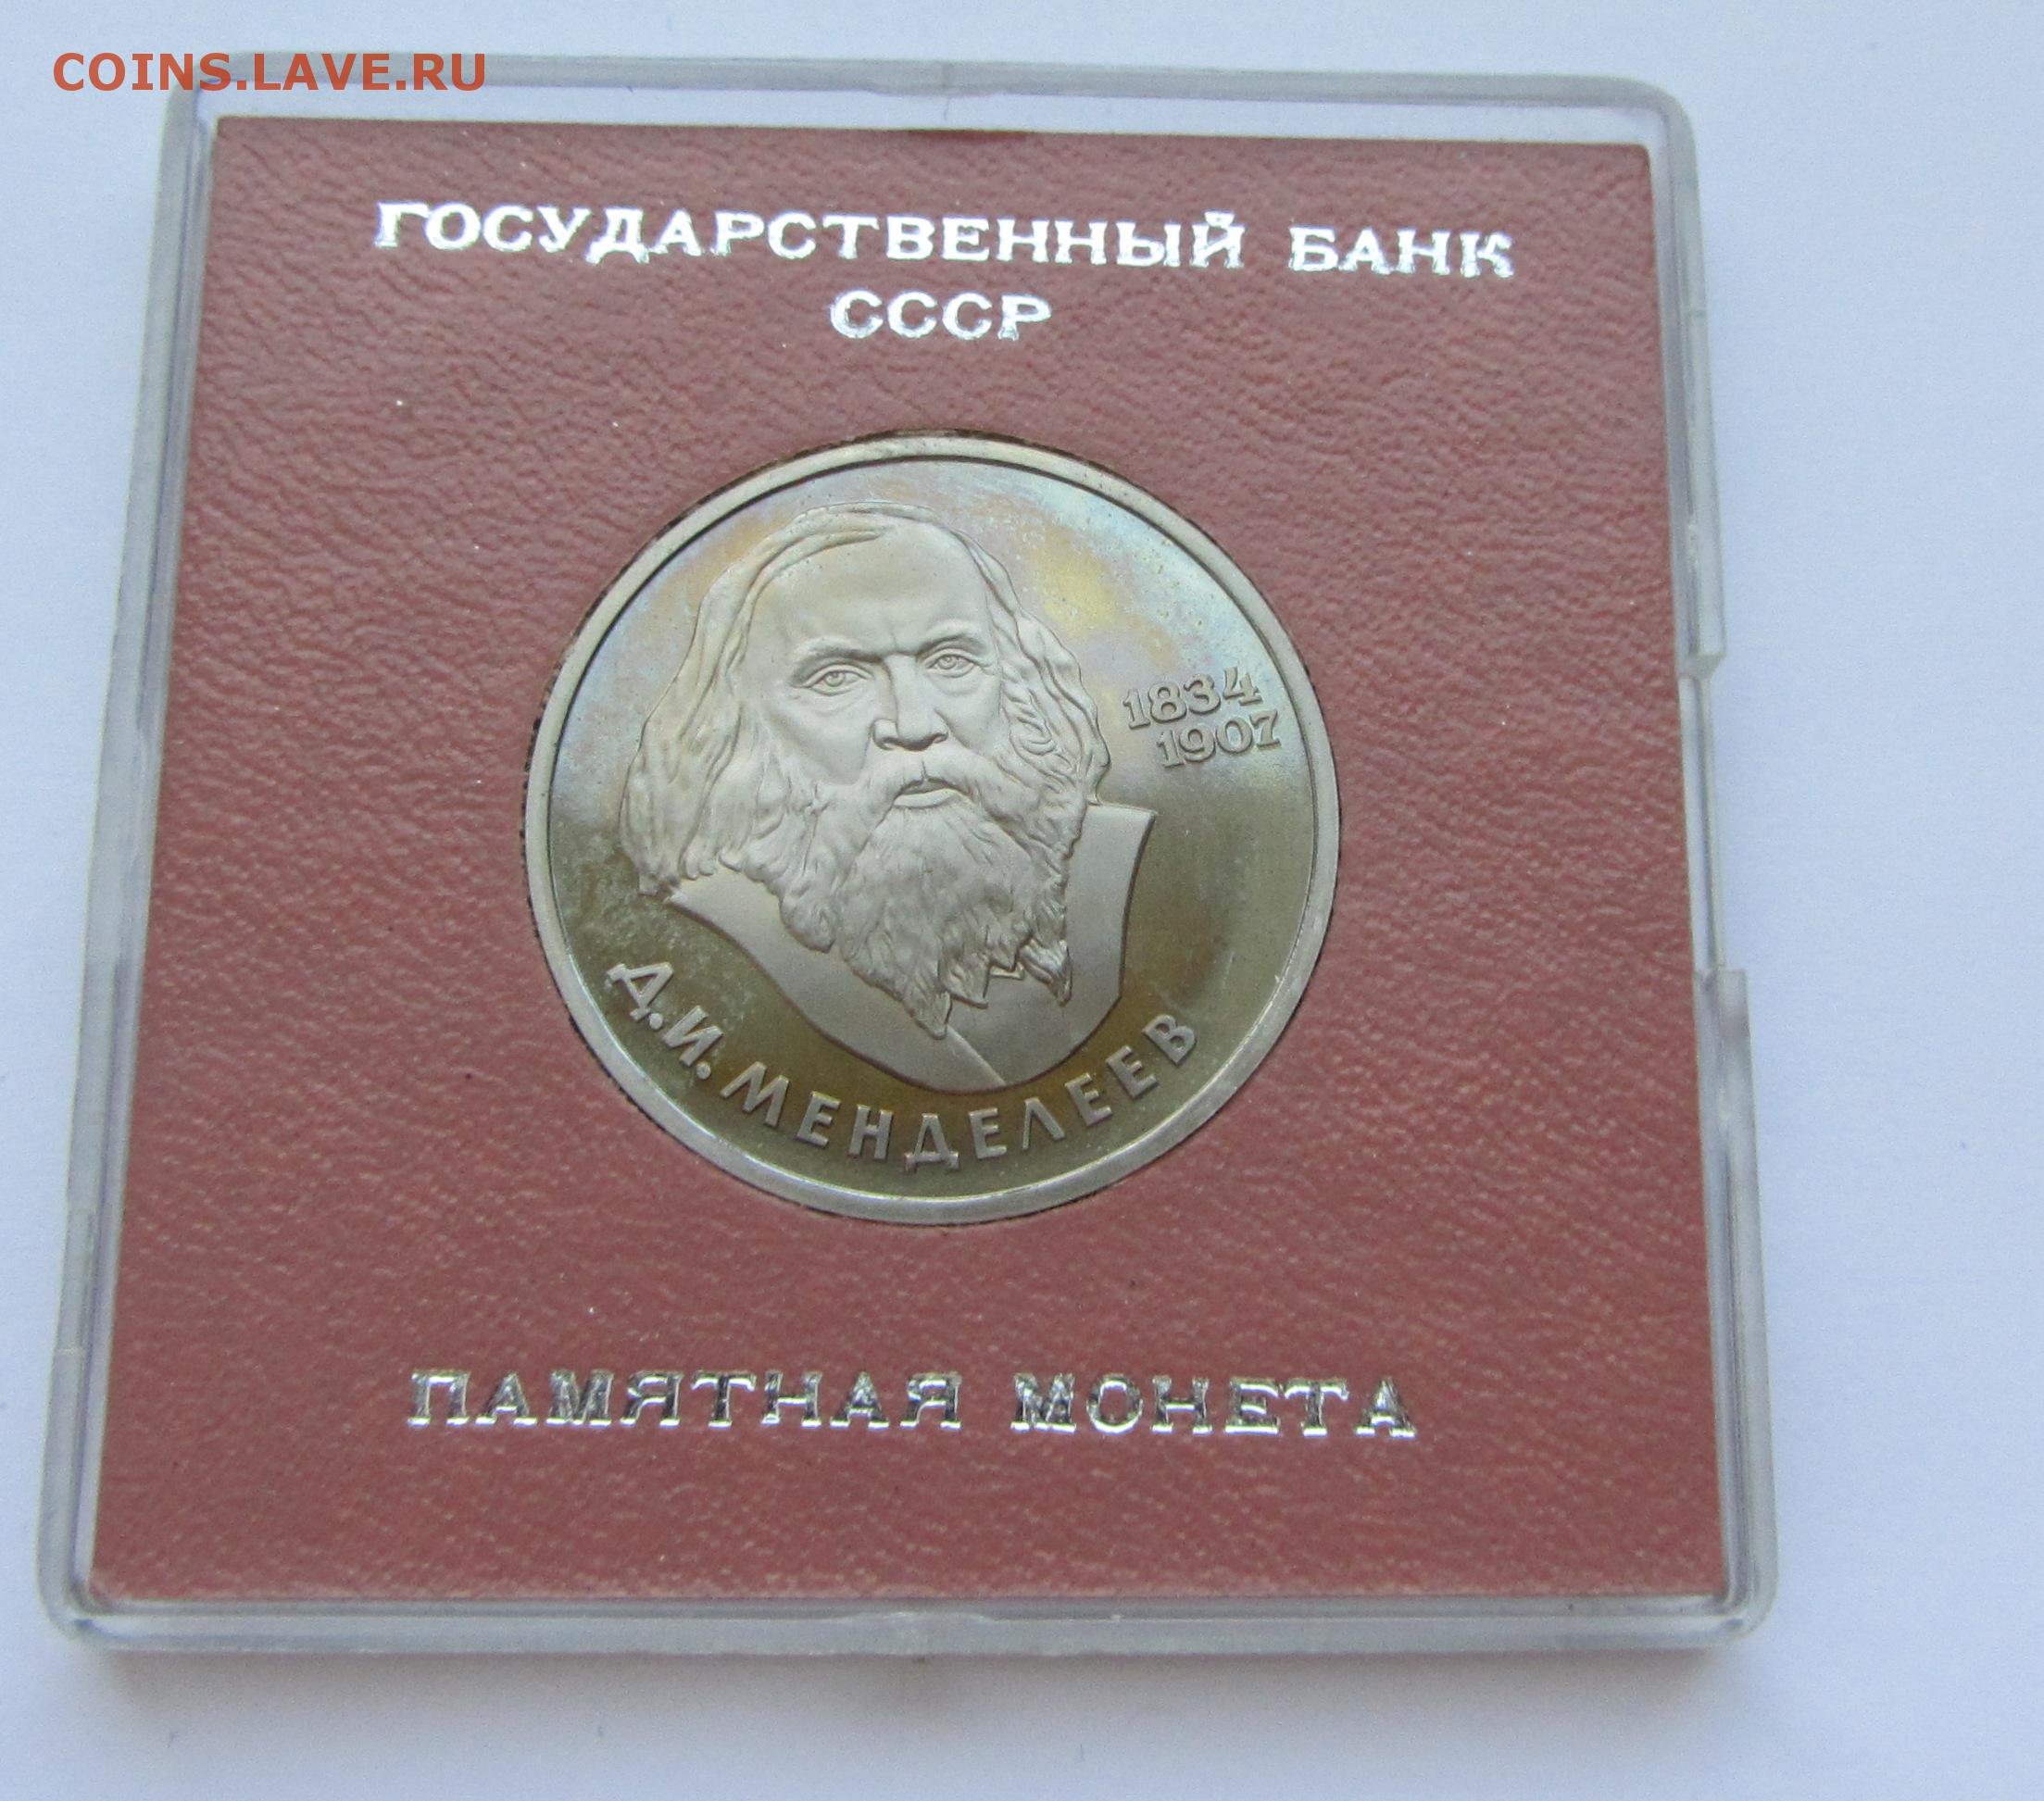 COINS.LAVE.RU
ГОСУДАРСТВЕННЫЙ БАНК
СССР
1834
1907
Д.И.МЕНДЕЛЕЕВ
ПАМЯТНАЯ МОНЕТА